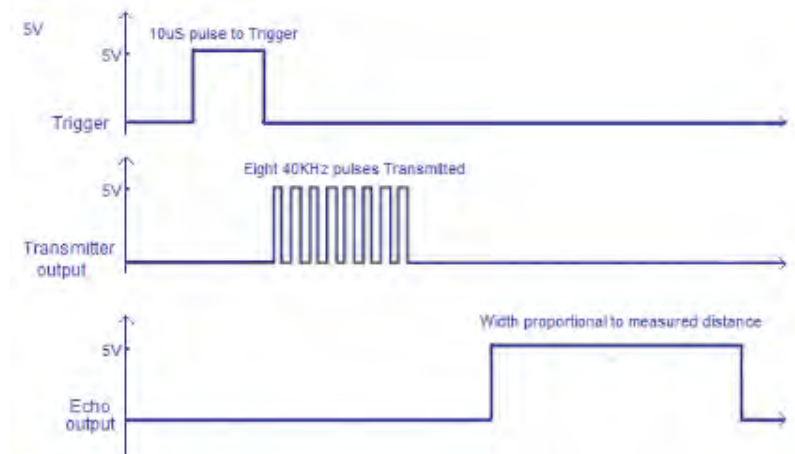 5V
10uS pulse to Trigger
5V
Trigger
Eight 40KHz pulses Transmitted
5V
Transmitter
output
Width proportional to measured distance
5V
Echo
output